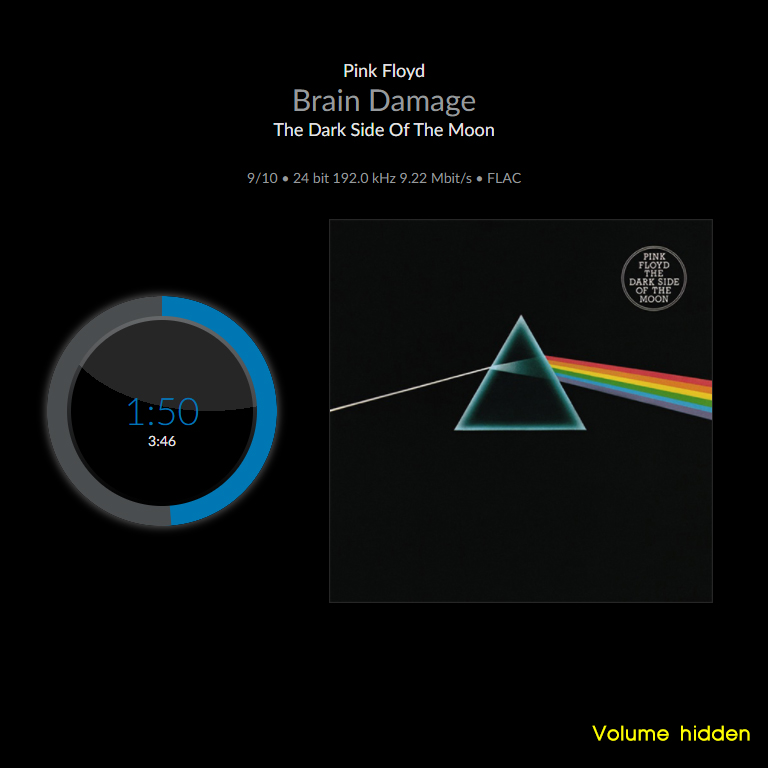 Pink Floyd
Brain Damage
The Dark Side Of The Moon
9/10 • 24 bit 192.0 kHz 9.22 Mbit/s • FLAC
PINK
FLOYD
THE
DARK SIDE
OF THE
MOON
1:50
3:46
Volume hidden